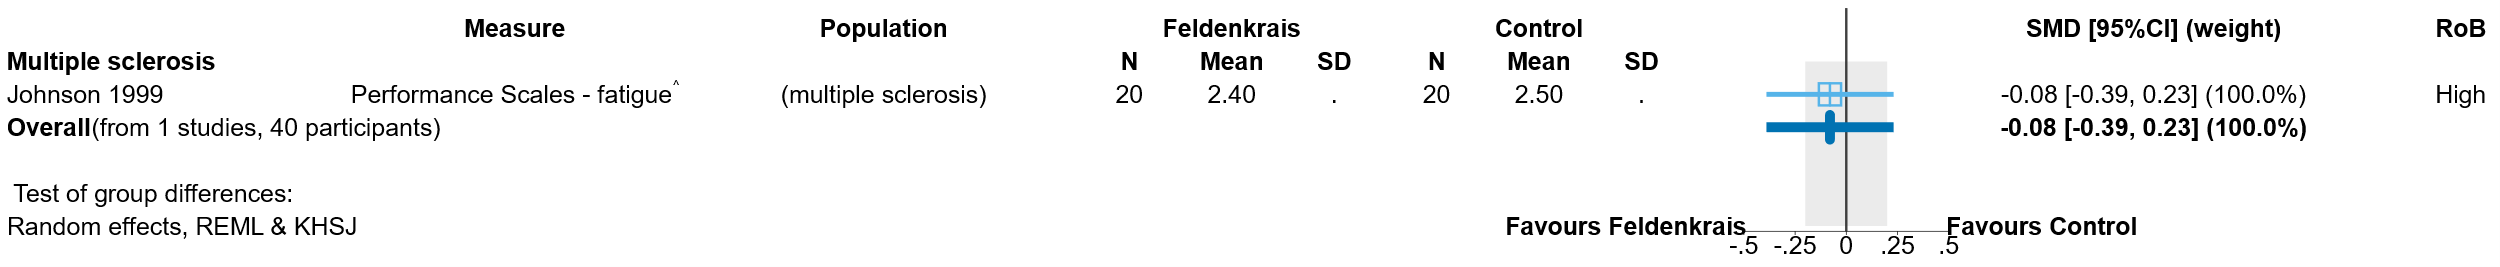 Measure Population Feldenkrais Control SMD [95%CI] (weight) RoB
Multiple sclerosis N Mean SD N Mean SD
Johnson 1999 Performance Scales - fatigue^ (multiple sclerosis) 20 2.40 . 20 2.50 . -0.08 [-0.39, 0.23] (100.0%) High
Overall(from 1 studies, 40 participants) -0.08 [-0.39, 0.23] (100.0%)
Test of group differences:
Random effects, REML & KHSJ Favours Feldenkrais Favours Control
-.5 -.25 0 .25 .5